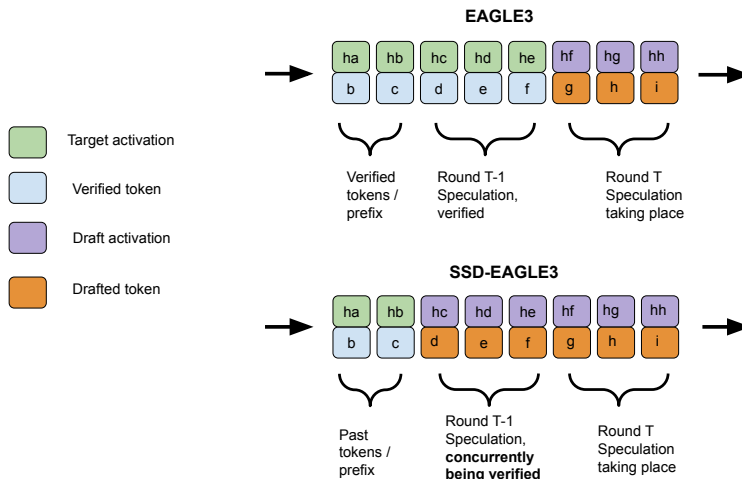 EAGLE3
ha hb hc hd he hf hg hh
b c d e f g h i
Verified
tokens /
prefix
Round T-1
Speculation,
verified
Round T
Speculation
taking place
Target activation
Verified token
Draft activation
Drafted token
SSD-EAGLE3
ha hb hc hd he hf hg hh
b c d e f g h i
Past
tokens /
prefix
Round T-1
Speculation,
concurrently
being verified
Round T
Speculation
taking place